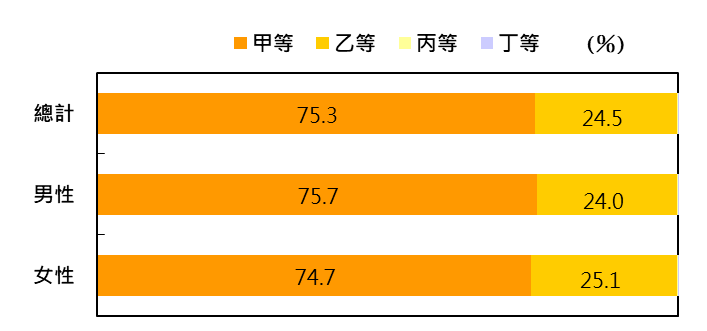 甲等 乙等 丙等 丁等 (%)
總計 75.3 24.5
男性 75.7 24.0
女性 74.7 25.1